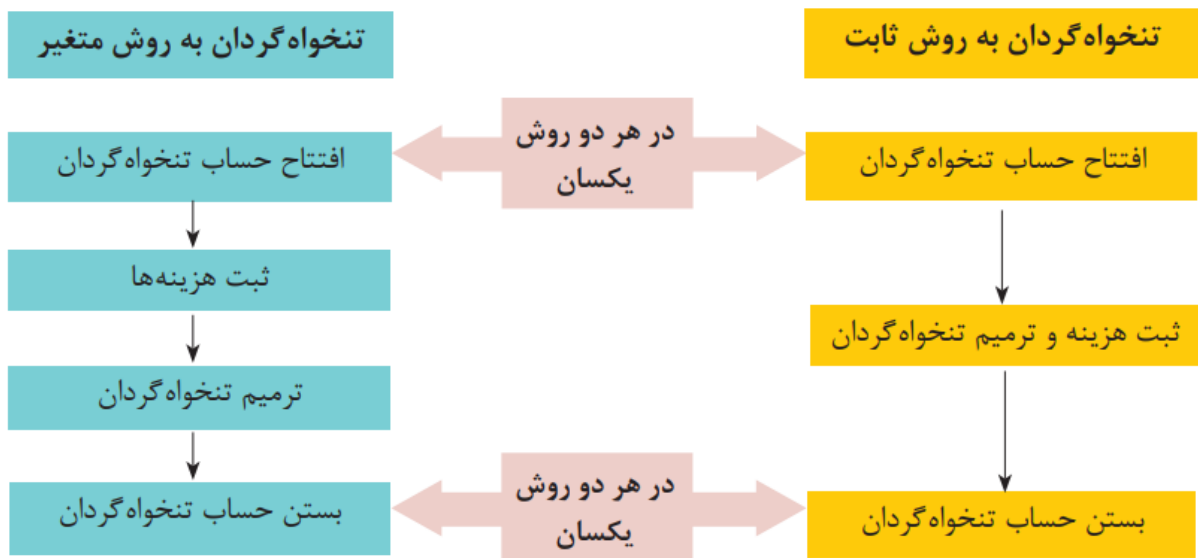 تنخواه‌گردان به روش ثابت
تنخواه‌گردان به روش متغیر
افتتاح حساب تنخواه‌گردان
در هر دو روش
یکسان
افتتاح حساب تنخواه‌گردان
ثبت هزینه‌ها
ثبت هزینه و ترمیم تنخواه‌گردان
ترمیم تنخواه‌گردان
بستن حساب تنخواه‌گردان
در هر دو روش
یکسان
بستن حساب تنخواه‌گردان